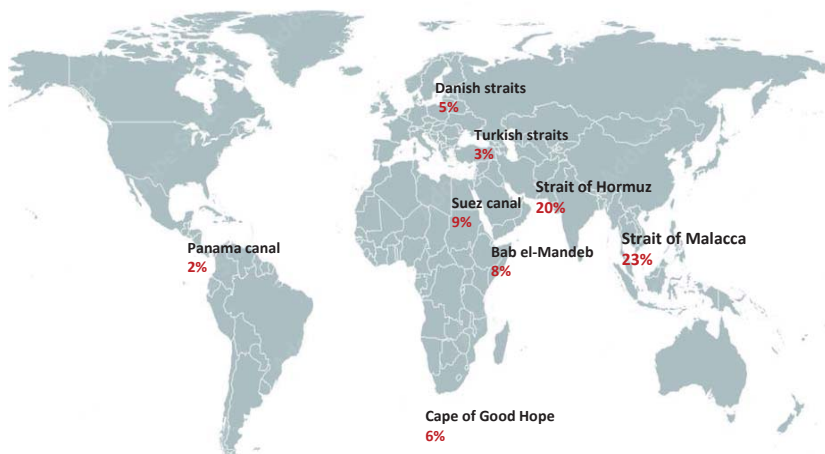 Danish straits
5%
Turkish straits
3%
Strait of Hormuz
20%
Suez canal
9%
Strait of Malacca
23%
Panama canal
2%
Bab el-Mandeb
8%
Cape of Good Hope
6%